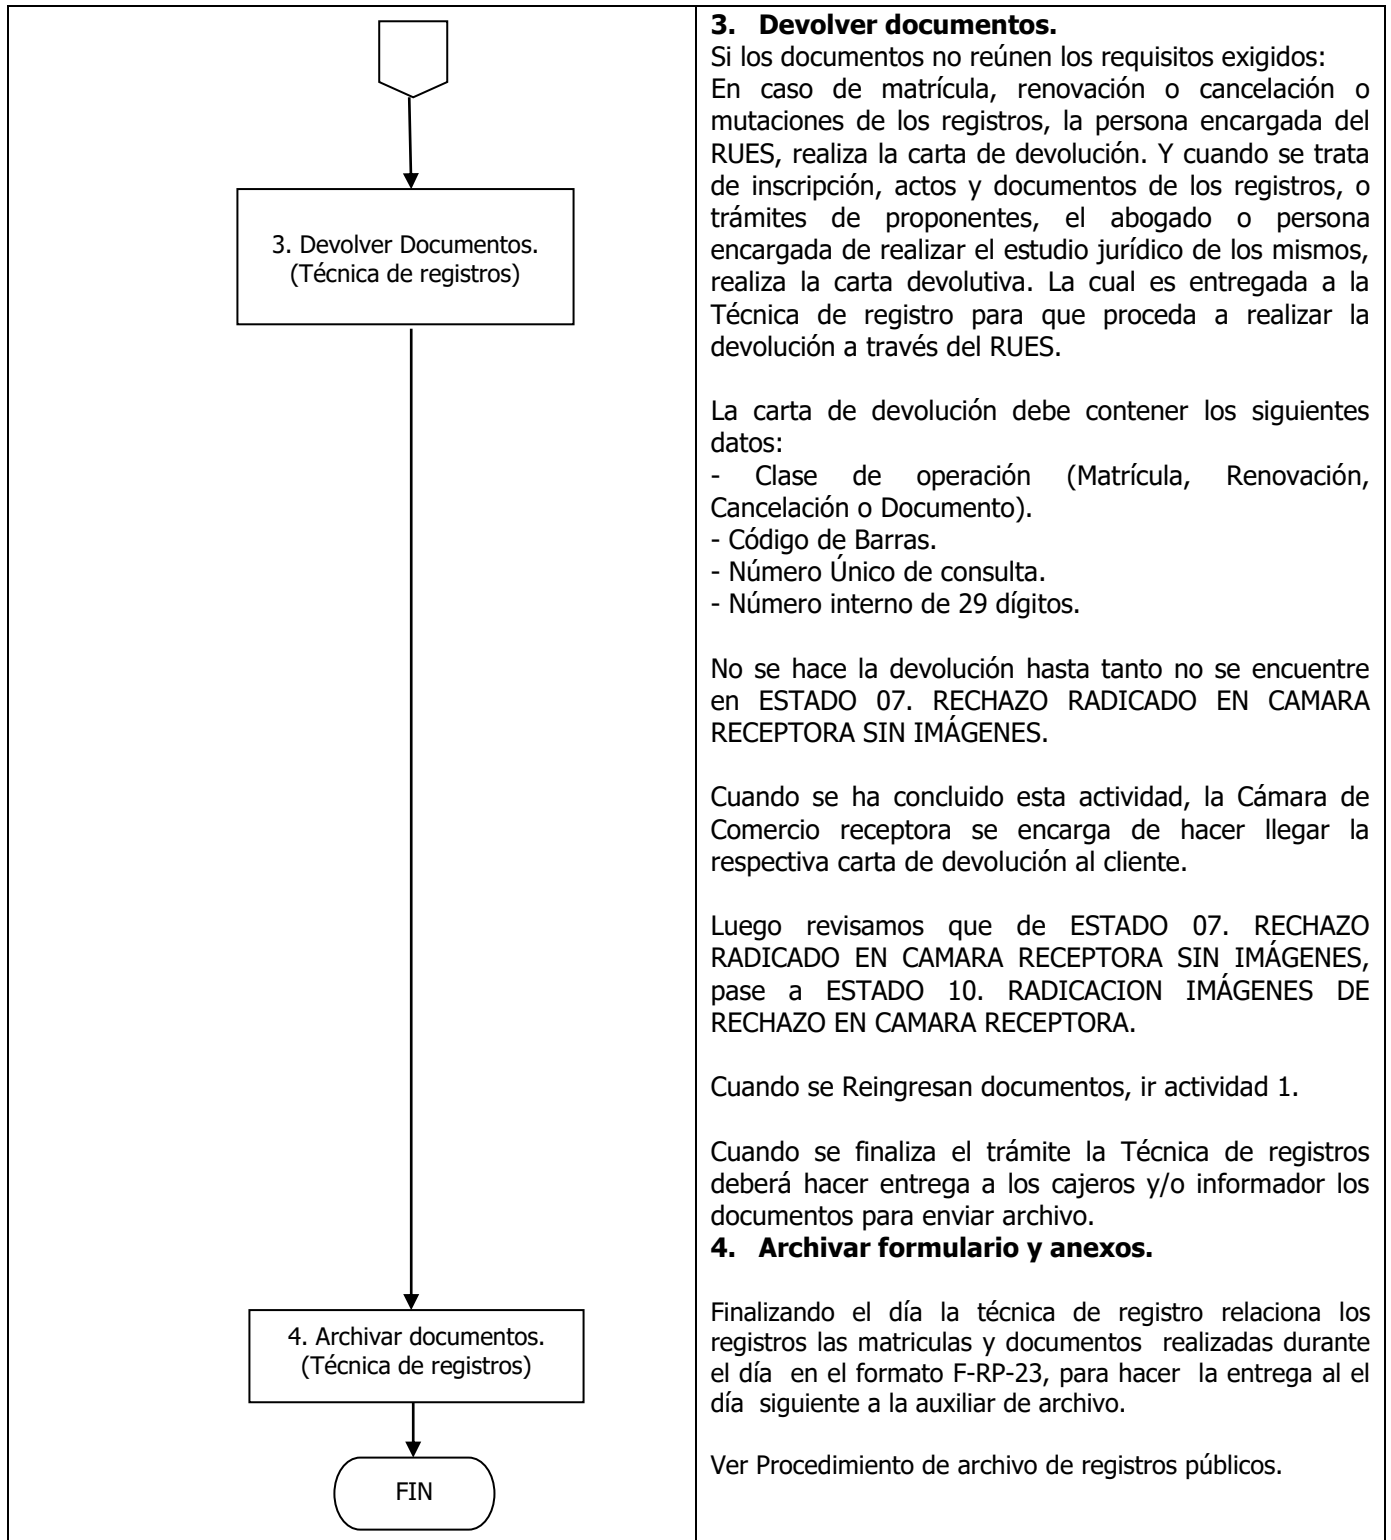 3. Devolver Documentos.
(Técnica de registros)
4. Archivar documentos.
(Técnica de registros)
FIN
3. Devolver documentos.
Si los documentos no reúnen los requisitos exigidos:
En caso de matrícula, renovación o cancelación o
mutaciones de los registros, la persona encargada del
RUES, realiza la carta de devolución. Y cuando se trata
de inscripción, actos y documentos de los registros, o
trámites de proponentes, el abogado o persona
encargada de realizar el estudio jurídico de los mismos,
realiza la carta devolutiva. La cual es entregada a la
Técnica de registro para que proceda a realizar la
devolución a través del RUES.
La carta de devolución debe contener los siguientes
datos:
- Clase de operación (Matrícula, Renovación,
Cancelación o Documento).
- Código de Barras.
- Número Único de consulta.
- Número interno de 29 dígitos.
No se hace la devolución hasta tanto no se encuentre
en ESTADO 07. RECHAZO RADICADO EN CAMARA
RECEPTORA SIN IMÁGENES.
Cuando se ha concluido esta actividad, la Cámara de
Comercio receptora se encarga de hacer llegar la
respectiva carta de devolución al cliente.
Luego revisamos que de ESTADO 07. RECHAZO
RADICADO EN CAMARA RECEPTORA SIN IMÁGENES,
pase a ESTADO 10. RADICACION IMÁGENES DE
RECHAZO EN CAMARA RECEPTORA.
Cuando se Reingresan documentos, ir actividad 1.
Cuando se finaliza el trámite la Técnica de registros
deberá hacer entrega a los cajeros y/o informador los
documentos para enviar archivo.
4. Archivar formulario y anexos.
Finalizando el día la técnica de registro relaciona los
registros las matriculas y documentos realizadas durante
el día en el formato F-RP-23, para hacer la entrega al el
día siguiente a la auxiliar de archivo.
Ver Procedimiento de archivo de registros públicos.